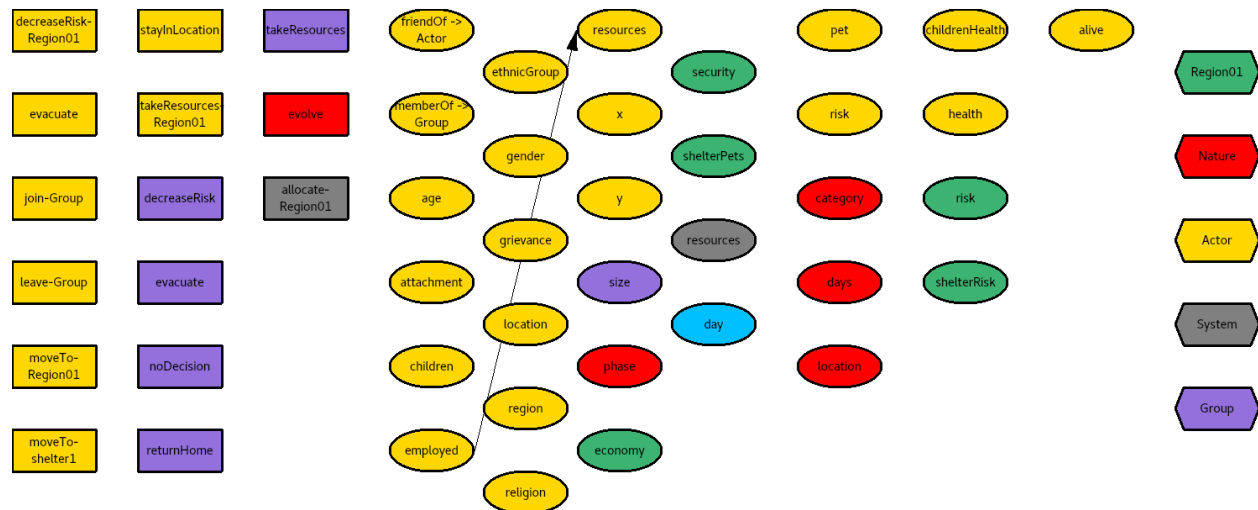 decreaseRisk-
Region01
stayInLocation
takeResources
friendOf ->
Actor
resources
pet
childrenHealth
alive
ethnicGroup
security
Region01
evacuate
takeResources-
Region01
evolve
memberOf ->
Group
x
risk
health
gender
shelterPets
Nature
join-Group
decreaseRisk
allocate-
Region01
age
y
category
risk
grievance
resources
Actor
leave-Group
evacuate
attachment
size
days
shelterRisk
location
day
System
moveTo-
Region01
noDecision
children
phase
location
region
Group
moveTo-
shelter1
returnHome
employed
economy
religion